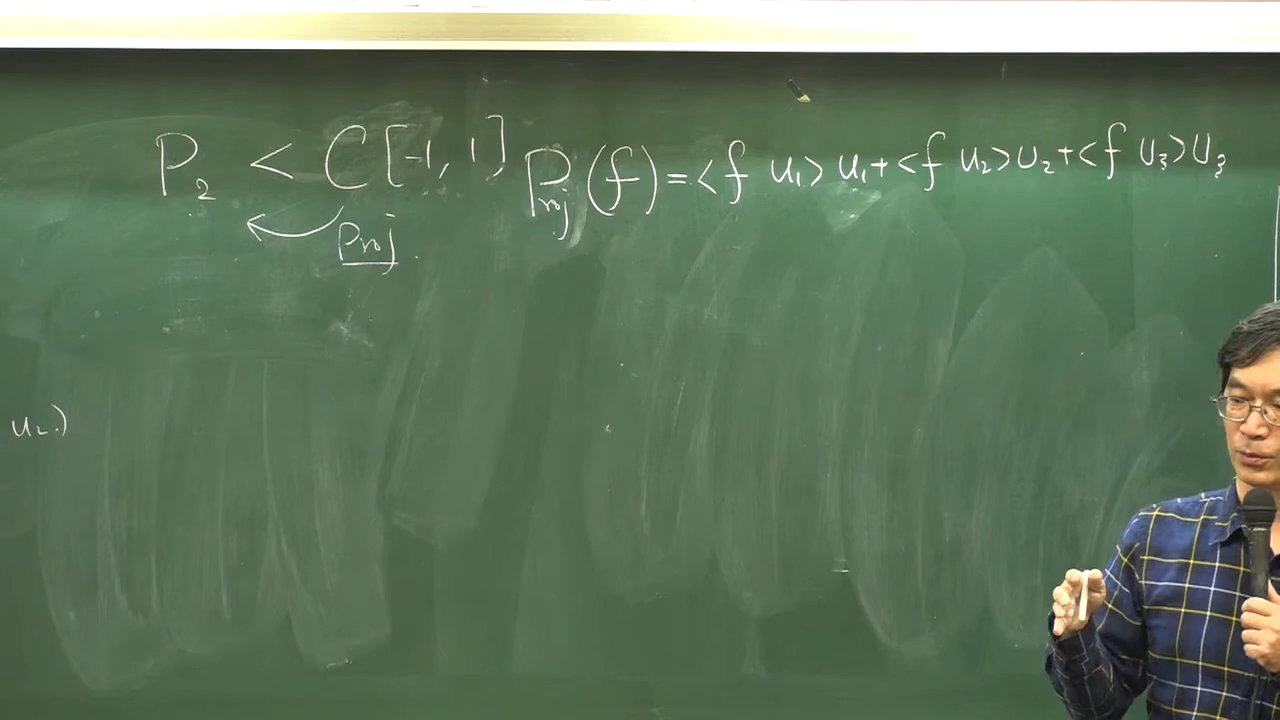 P₂ < C[-1, 1] Proj(f) = <f u₁> u₁ + <f u₂> u₂ + <f u₃> u₃
Proj.
u₂)